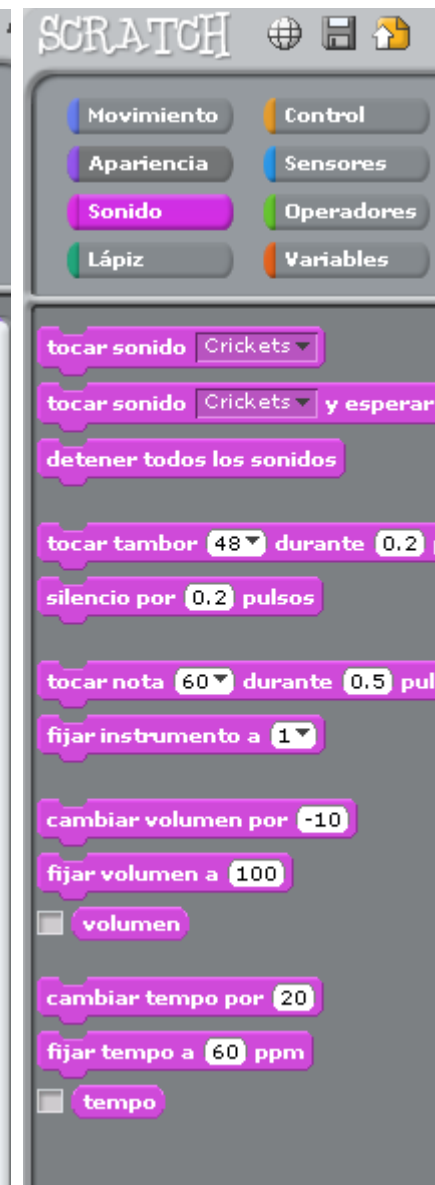 SCRATCH
Movimiento Control
Apariencia Sensores
Sonido Operadores
Lápiz Variables
tocar sonido Crickets
tocar sonido Crickets y esperar
detener todos los sonidos
tocar tambor 48 durante 0.2
silencio por 0.2 pulsos
tocar nota 60 durante 0.5 pul
fijar instrumento a 1
cambiar volumen por -10
fijar volumen a 100
volumen
cambiar tempo por 20
fijar tempo a 60 ppm
tempo